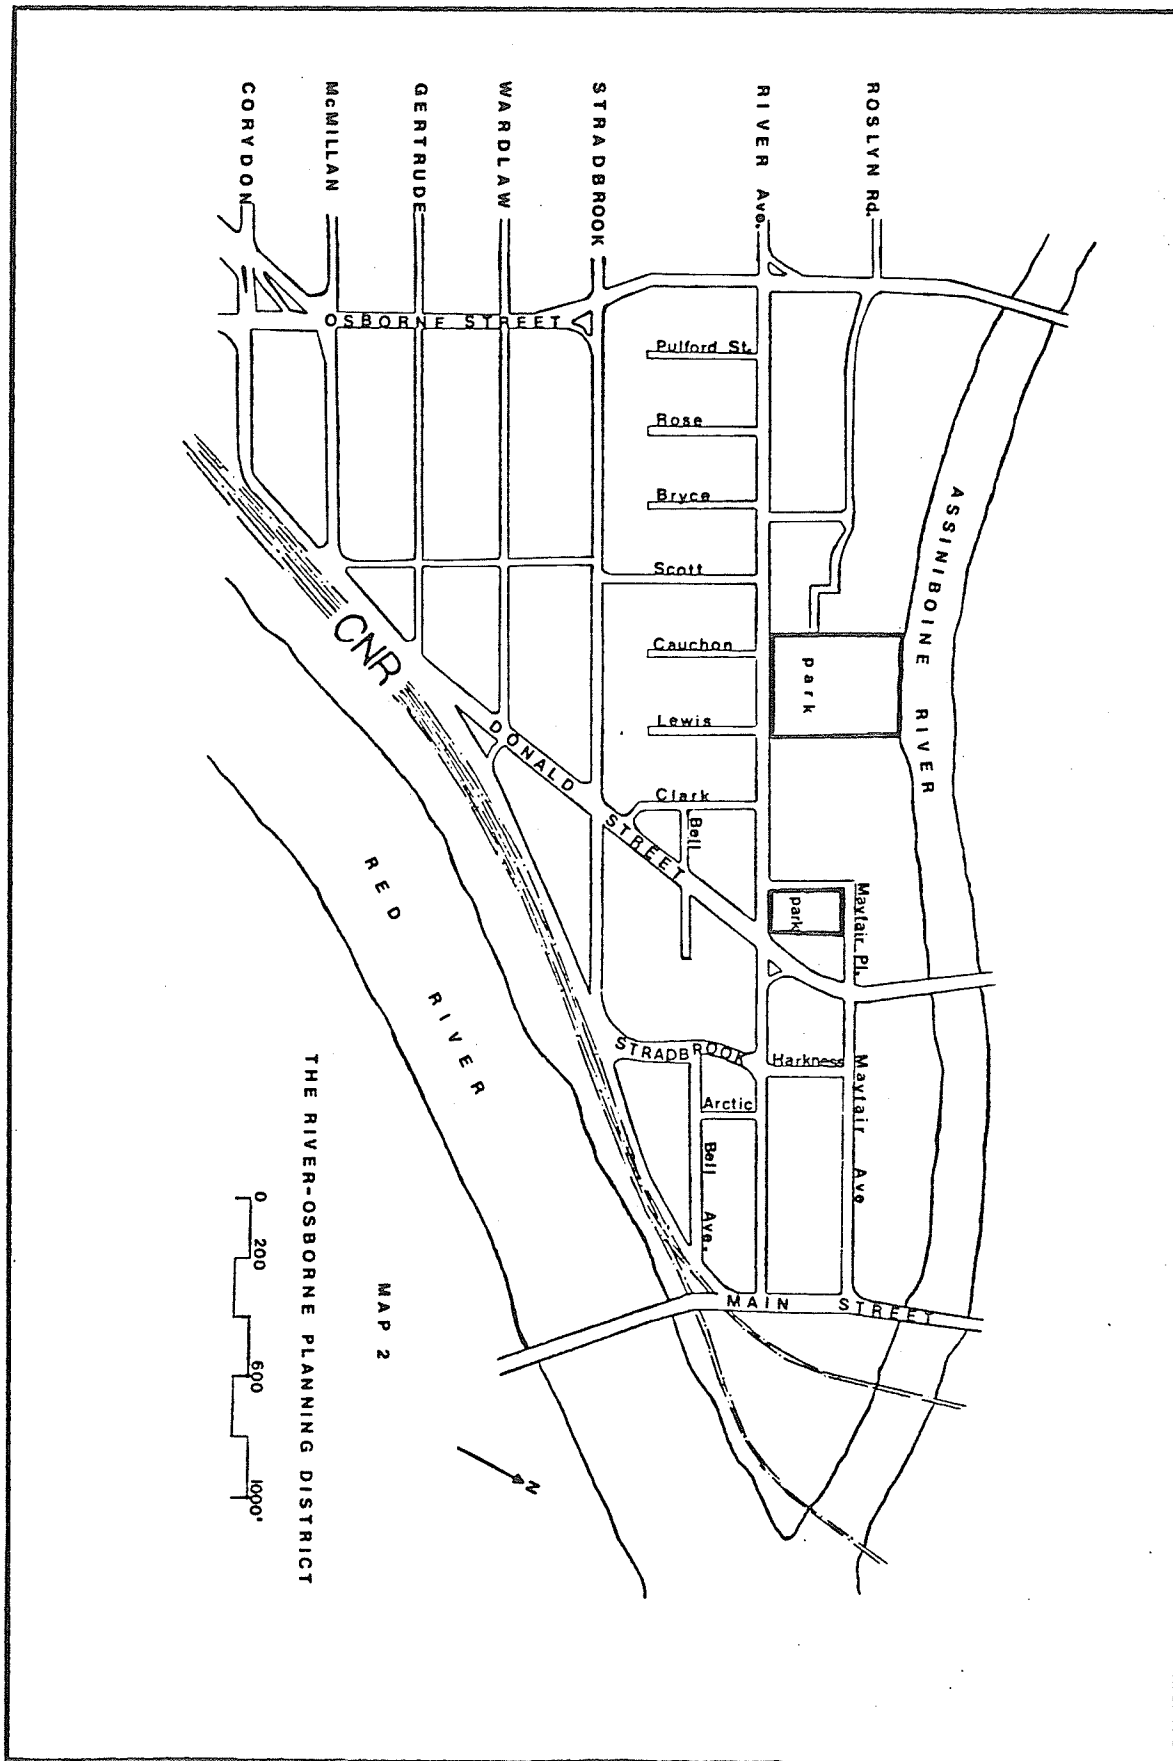 ROSLYN Rd.
RIVER Ave.
STRADBROOK
WARDLAW
GERTRUDE
McMILLAN
CORYDON
OSBORNE STREET
Pulford St.
Rose
Bryce
Scott
Cauchon
Lewis
Clark
Bell
park
park
ASSINIBOINE RIVER
Mayfair Pl.
Mayfair Ave
CNR
DONALD STREET
STRADBROOK
Harkness
Arctic
Bell Ave.
MAIN STREET
RED RIVER
N
MAP 2
THE RIVER-OSBORNE PLANNING DISTRICT
0 200 600 1000'